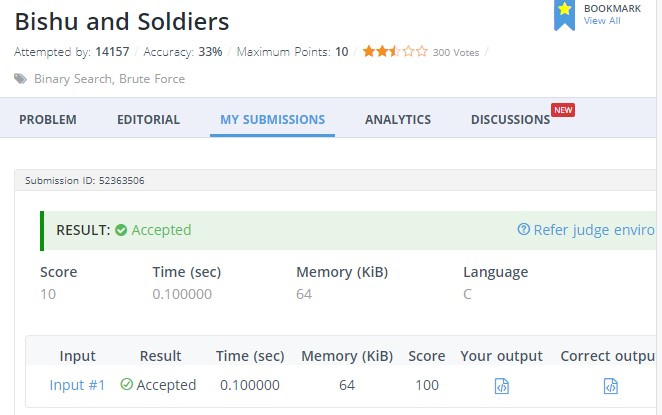 Bishu and Soldiers
BOOKMARK
View All
Attempted by: 14157 / Accuracy: 33% / Maximum Points: 10 / 300 Votes /
Binary Search, Brute Force
PROBLEM EDITORIAL MY SUBMISSIONS ANALYTICS DISCUSSIONS NEW
Submission ID: 52363506
RESULT: Accepted Refer judge enviro
Score Time (sec) Memory (KiB) Language
10 0.100000 64 C
Input Result Time (sec) Memory (KiB) Score Your output Correct outpu
Input #1 Accepted 0.100000 64 100